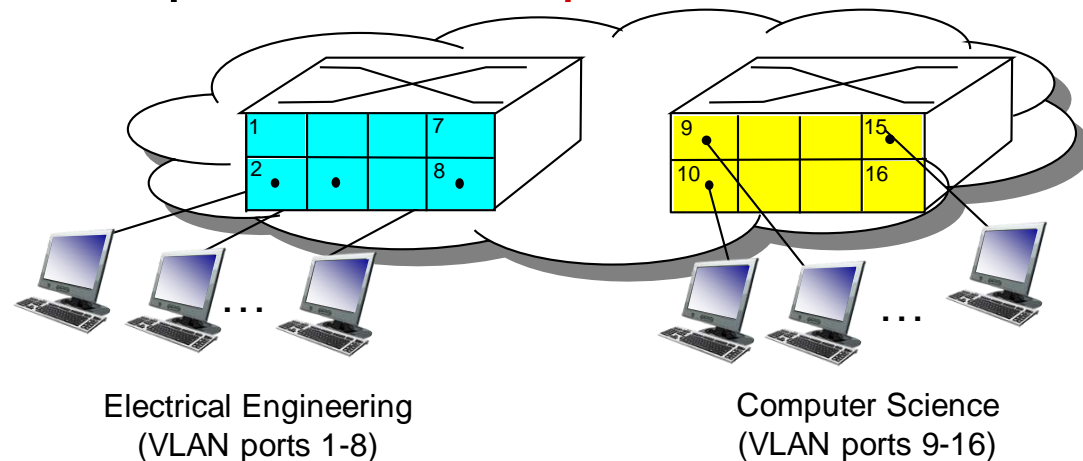 1
7
2
8
9
15
10
16
...
...
Electrical Engineering
(VLAN ports 1-8)
Computer Science
(VLAN ports 9-16)